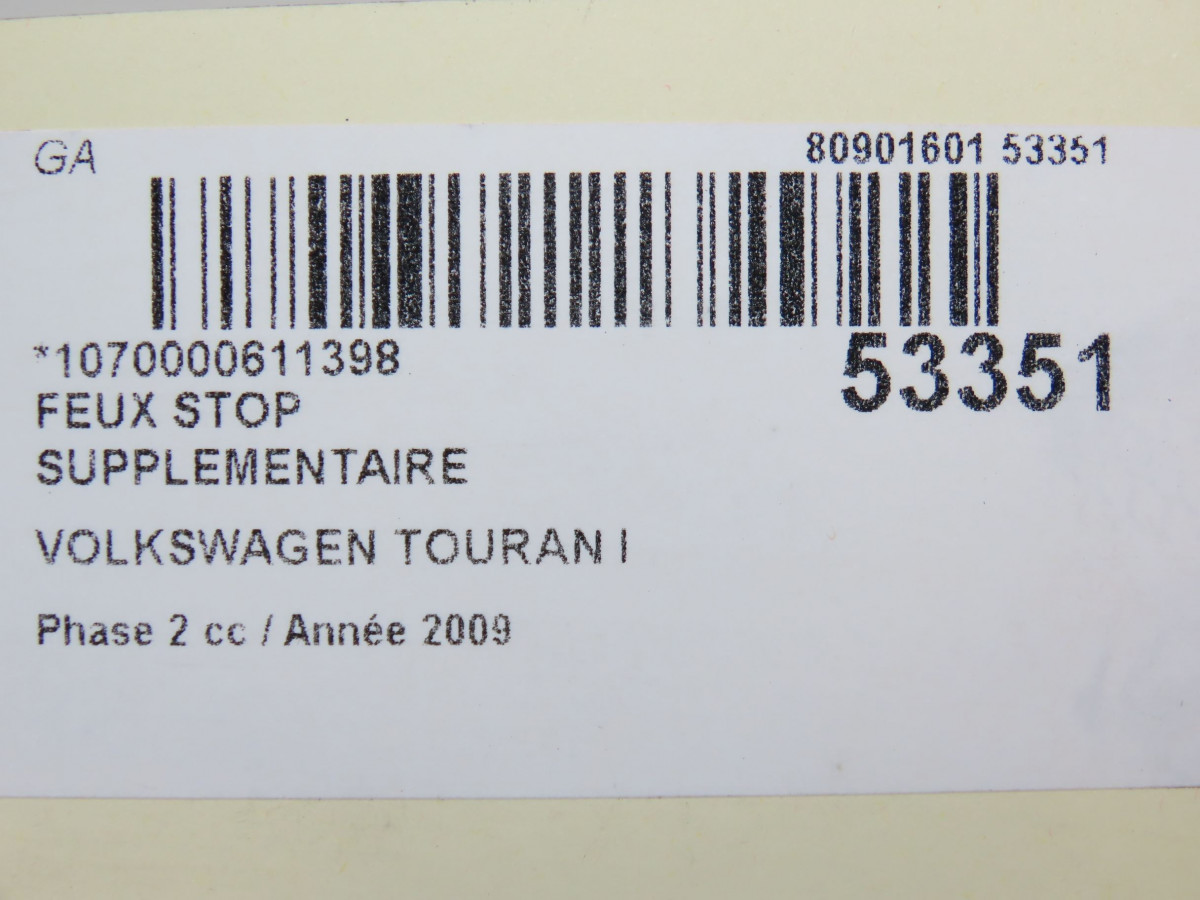 GA
80901601 53351
*1070000611398
53351
FEUX STOP
SUPPLEMENTAIRE
VOLKSWAGEN TOURAN I
Phase 2 cc / Année 2009